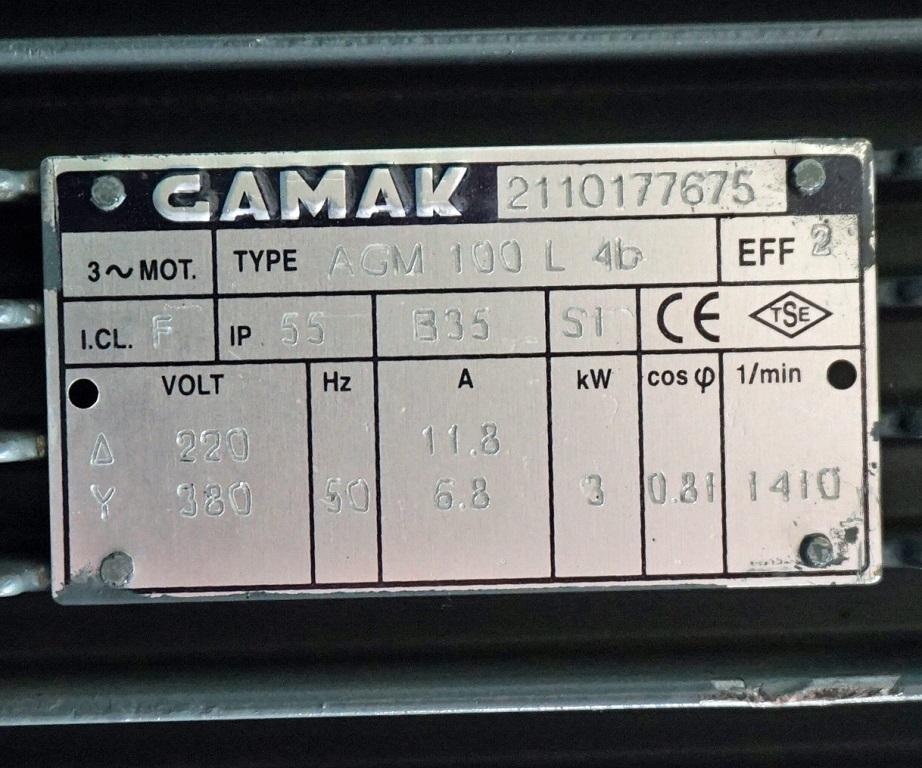 GAMAK 2110177675
3~MOT. TYPE AGM 100 L 4b EFF 2
I.CL. F IP 55 B35 S1 CE TSE
VOLT Hz A kW cos φ 1/min
Δ 220 11.8
Y 380 50 6.8 3 0.81 1410